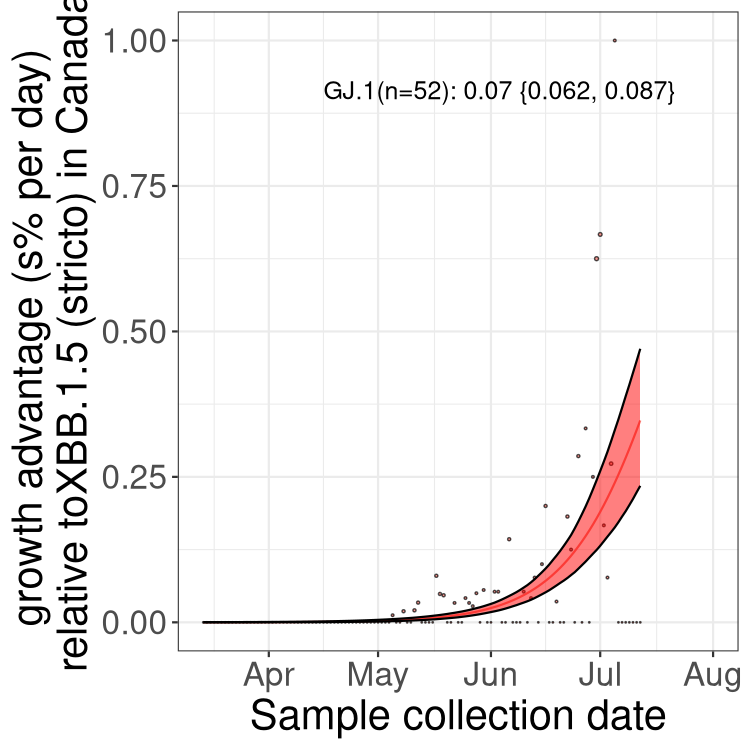 growth advantage (s% per day)
relative toXBB.1.5 (stricto) in Canada
1.00
0.75
0.50
0.25
0.00
GJ.1(n=52): 0.07 {0.062, 0.087}
Apr May Jun Jul Aug
Sample collection date